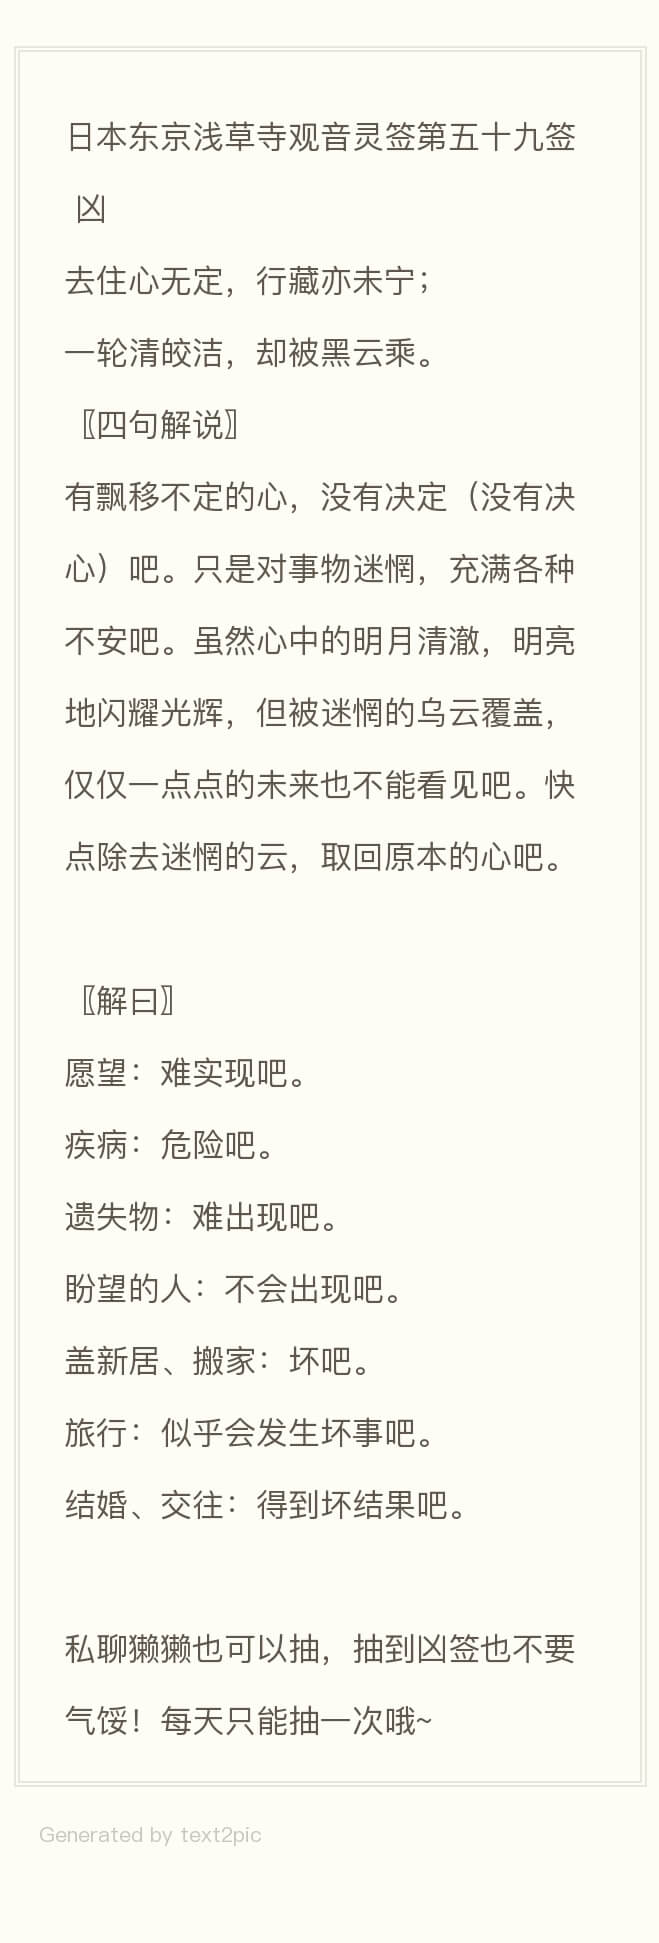 日本东京浅草寺观音灵签第五十九签
凶
去住心无定，行藏亦未宁；
一轮清皎洁，却被黑云乘。
〖四句解说〗
有飘移不定的心，没有决定（没有决
心）吧。只是对事物迷惘，充满各种
不安吧。虽然心中的明月清澈，明亮
地闪耀光辉，但被迷惘的乌云覆盖，
仅仅一点点的未来也不能看见吧。快
点除去迷惘的云，取回原本的心吧。
〖解曰〗
愿望：难实现吧。
疾病：危险吧。
遗失物：难出现吧。
盼望的人：不会出现吧。
盖新居、搬家：坏吧。
旅行：似乎会发生坏事吧。
结婚、交往：得到坏结果吧。
私聊獭獭也可以抽，抽到凶签也不要
气馁！每天只能抽一次哦~
Generated by text2pic